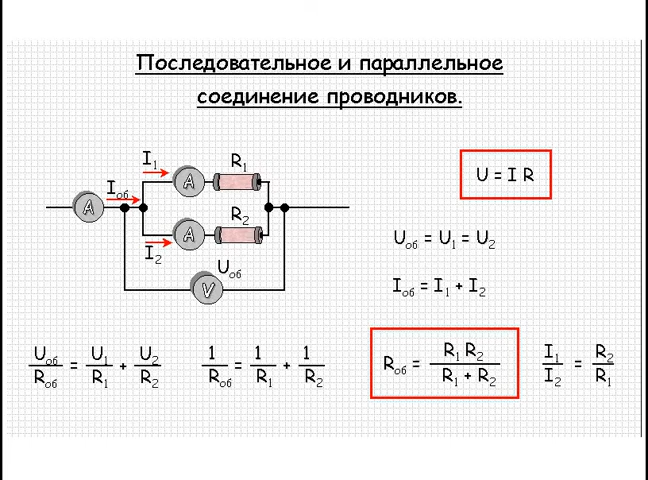 Последовательное и параллельное
соединение проводников.
I₁ R₁
A
U = I R
Iоб
A
R₂
A
Uоб = U₁ = U₂
I₂
Uоб
V
Iоб = I₁ + I₂
Uоб/Rоб = U₁/R₁ + U₂/R₂ 1/Rоб = 1/R₁ + 1/R₂ Rоб = R₁ R₂/R₁ + R₂ I₁/I₂ = R₂/R₁